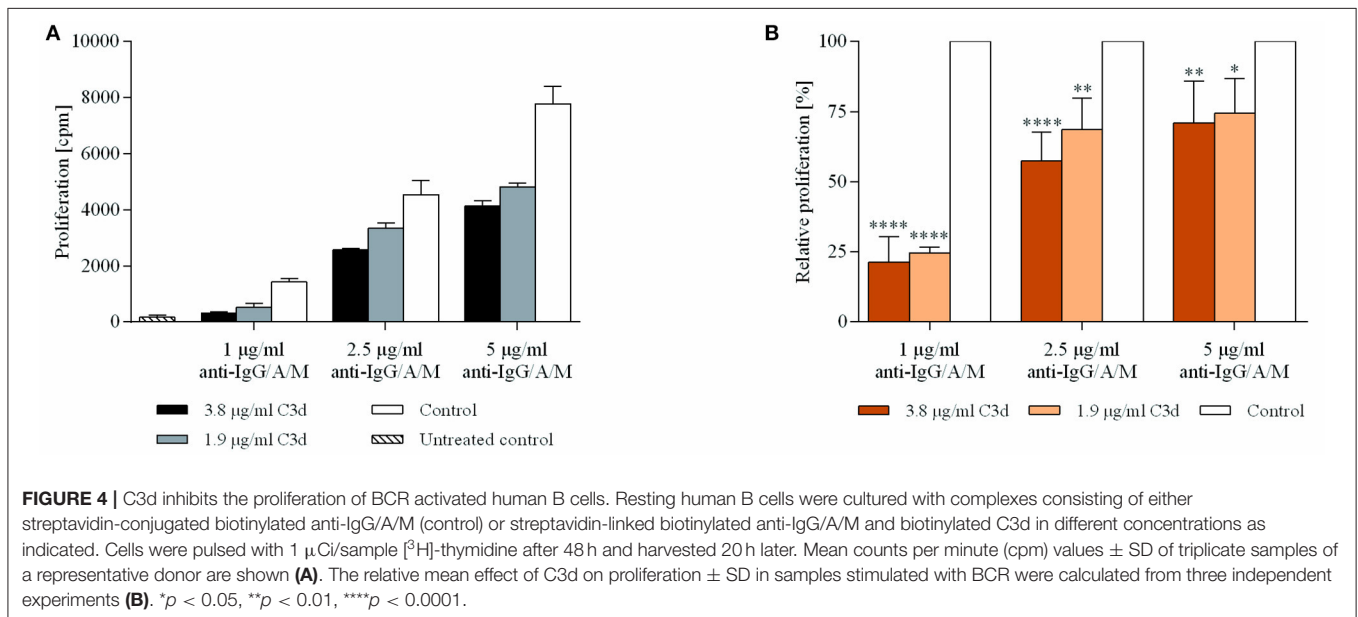 A
Proliferation [cpm]
10000
8000
6000
4000
2000
0
1 µg/ml
anti-IgG/A/M
2.5 µg/ml
anti-IgG/A/M
5 µg/ml
anti-IgG/A/M
3.8 µg/ml C3d
Control
1.9 µg/ml C3d
Untreated control
B
Relative proliferation [%]
100
75
50
25
0
**** ****
**** **
** *
1 µg/ml
anti-IgG/A/M
2.5 µg/ml
anti-IgG/A/M
5 µg/ml
anti-IgG/A/M
3.8 µg/ml C3d
1.9 µg/ml C3d
Control
FIGURE 4 | C3d inhibits the proliferation of BCR activated human B cells. Resting human B cells were cultured with complexes consisting of either
streptavidin-conjugated biotinylated anti-IgG/A/M (control) or streptavidin-linked biotinylated anti-IgG/A/M and biotinylated C3d in different concentrations as
indicated. Cells were pulsed with 1 µCi/sample [³H]-thymidine after 48 h and harvested 20 h later. Mean counts per minute (cpm) values ± SD of triplicate samples of
a representative donor are shown (A). The relative mean effect of C3d on proliferation ± SD in samples stimulated with BCR were calculated from three independent
experiments (B). *p < 0.05, **p < 0.01, ****p < 0.0001.